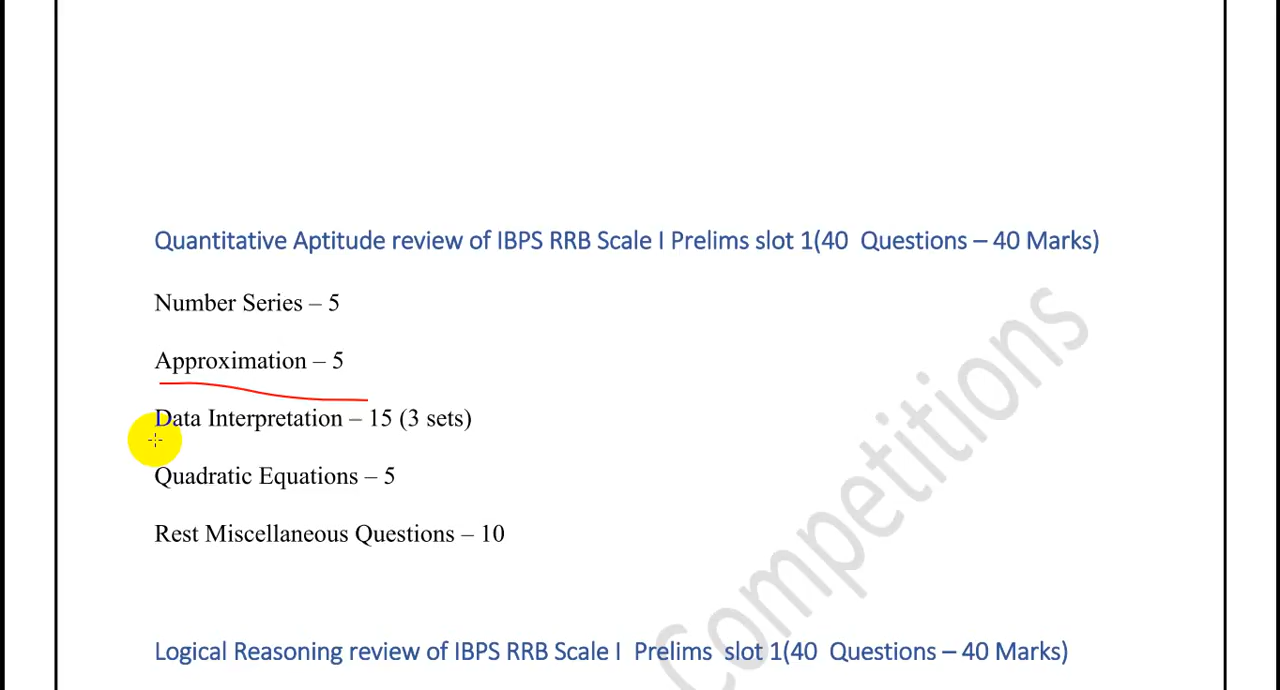 Quantitative Aptitude review of IBPS RRB Scale I Prelims slot 1(40 Questions – 40 Marks)
Number Series – 5
Approximation – 5
Data Interpretation – 15 (3 sets)
Quadratic Equations – 5
Rest Miscellaneous Questions – 10
Competitions
Logical Reasoning review of IBPS RRB Scale I Prelims slot 1(40 Questions – 40 Marks)